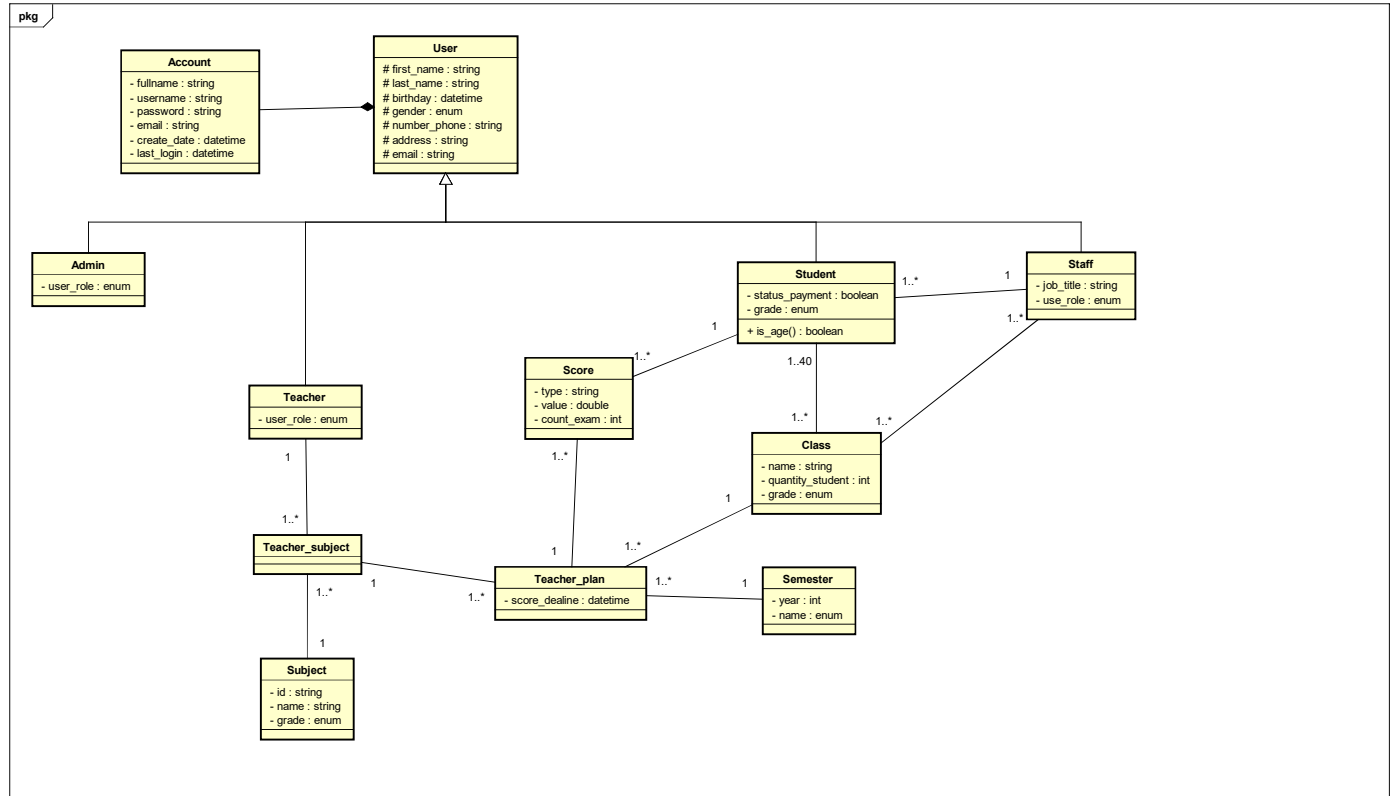 pkg
Account
- fullname : string
- username : string
- password : string
- email : string
- create_date : datetime
- last_login : datetime
User
# first_name : string
# last_name : string
# birthday : datetime
# gender : enum
# number_phone : string
# address : string
# email : string
Admin
- user_role : enum
Student
- status_payment : boolean
- grade : enum
+ is_age() : boolean
1..*
1
Staff
- job_title : string
- use_role : enum
1..*
1
1..*
1..40
Score
- type : string
- value : double
- count_exam : int
Teacher
- user_role : enum
1..*
1..*
Class
- name : string
- quantity_student : int
- grade : enum
1
1..*
1..*
1
1
1..*
Teacher_subject
1
1..*
Teacher_plan
- score_dealine : datetime
1..*
1
Semester
- year : int
- name : enum
1..*
1
Subject
- id : string
- name : string
- grade : enum